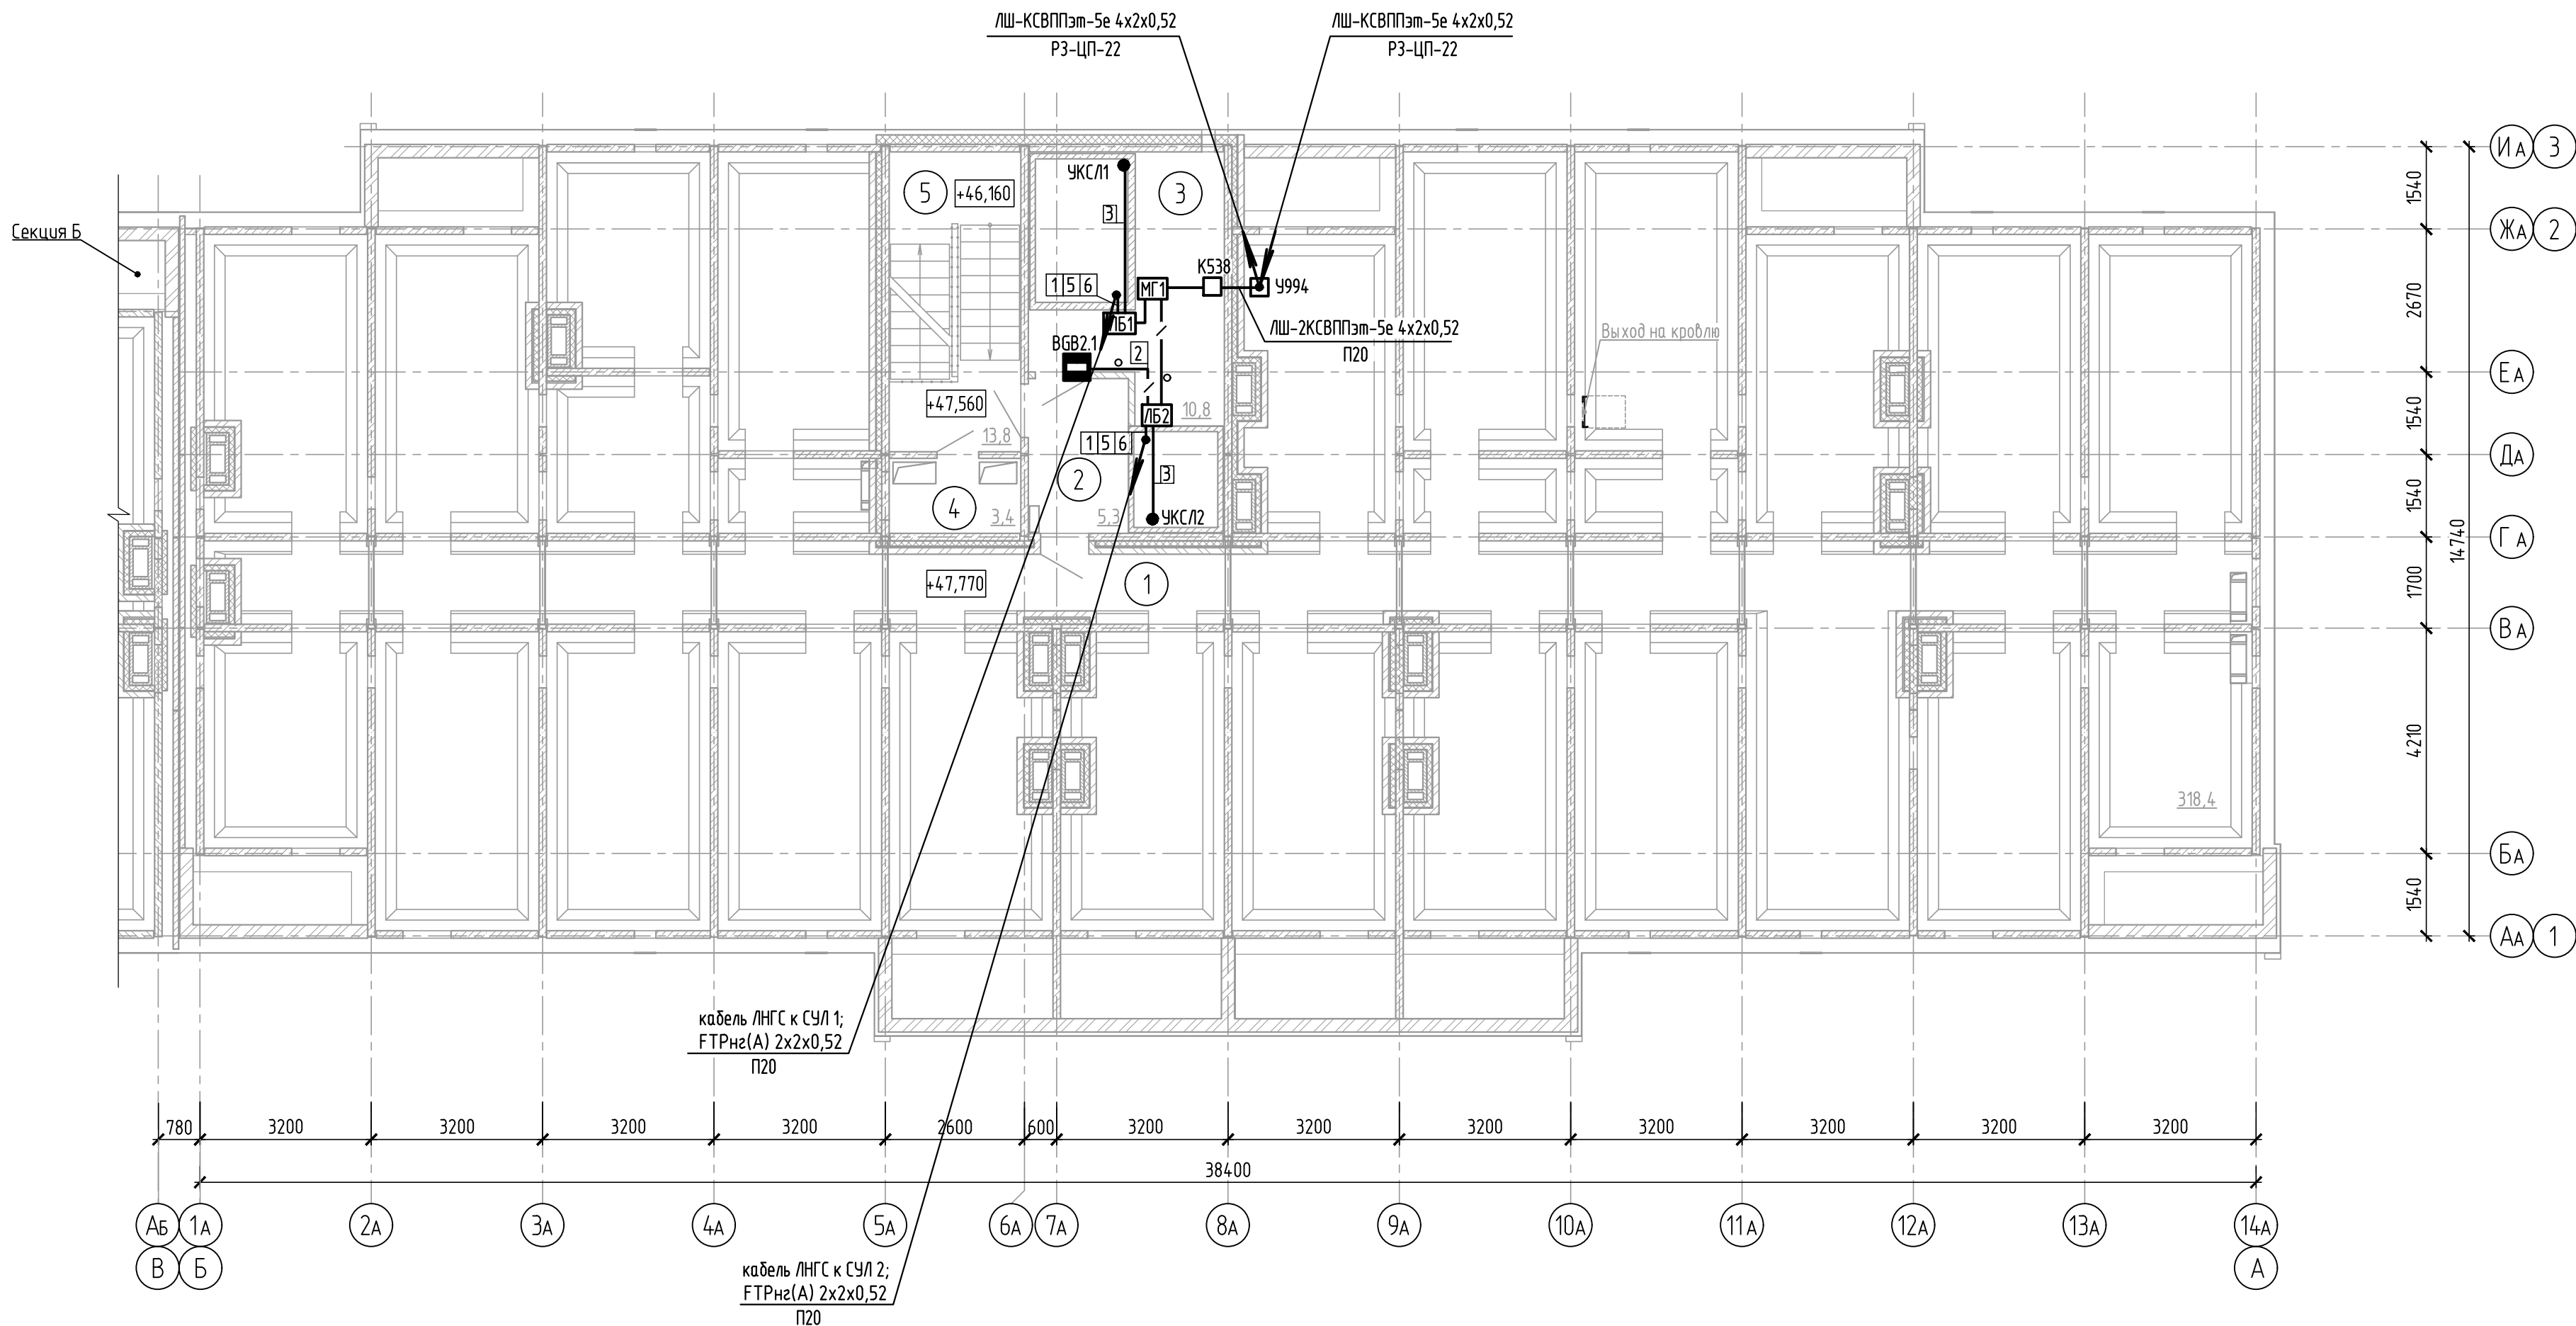 ЛШ-КСВППэт-5е 4х2х0,52
РЗ-ЦП-22
ЛШ-КСВППэт-5е 4х2х0,52
РЗ-ЦП-22
Секция Б
УКСЛ1
5
+46,160
3
3
К538
У994
МГ1
1 5 6
ЛБ1
ЛШ-2КСВППэт-5е 4х2х0,52
П20
Выход на кровлю
BGB2.1
2
+47,560
13,8
10,8
ЛБ2
1 5 6
3
2
4
3,4
5,3
УКСЛ2
+47,770
1
318,4
кабель ЛНГС к СУЛ 1;
FTPнг(А) 2х2х0,52
П20
кабель ЛНГС к СУЛ 2;
FTPнг(А) 2х2х0,52
П20
ИА 3
1540
ЖА 2
2670
ЕА
1540
ДА
1540
ГА
14740
1700
ВА
4210
БА
1540
АА 1
780 3200 3200 3200 3200 2600 600 3200 3200 3200 3200 3200 3200 3200
38400
АБ 1А 2А 3А 4А 5А 6А 7А 8А 9А 10А 11А 12А 13А 14А
В Б А